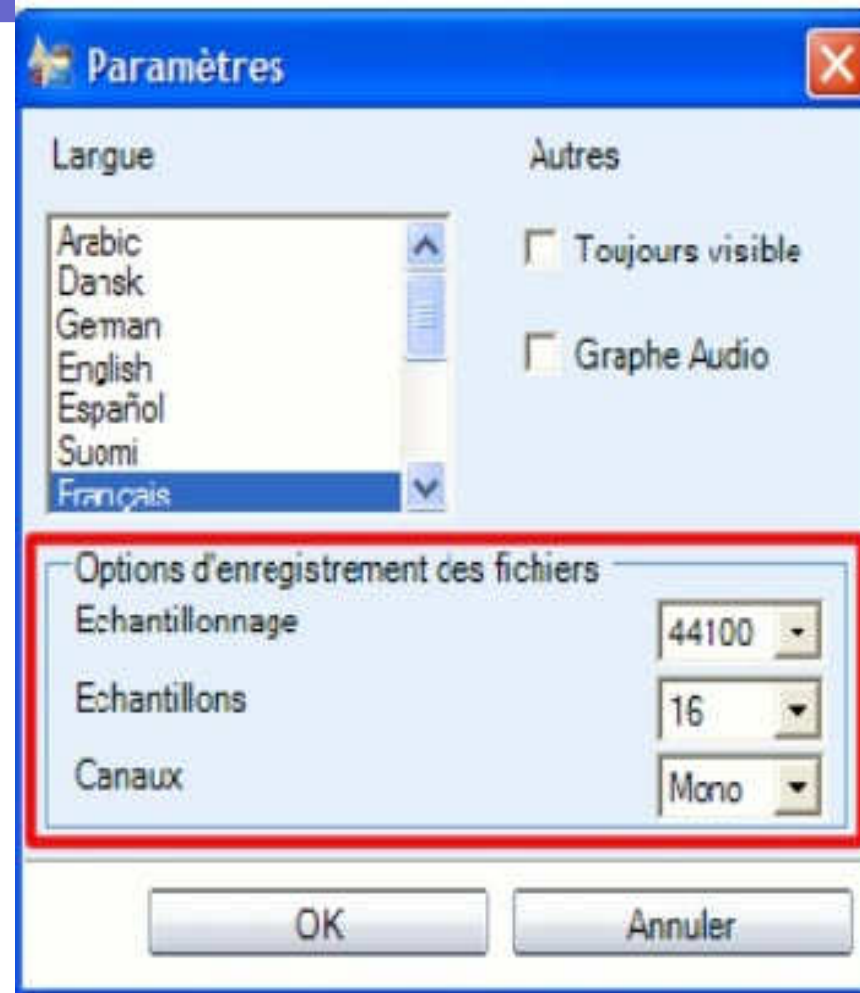 Paramètres
Langue
Autres
Arabic
Dansk
German
English
Español
Suomi
Français
Toujours visible
Graphe Audio
Options d'enregistrement des fichiers
Echantillonnage
44100
Echantillons
16
Canaux
Mono
OK
Annuler